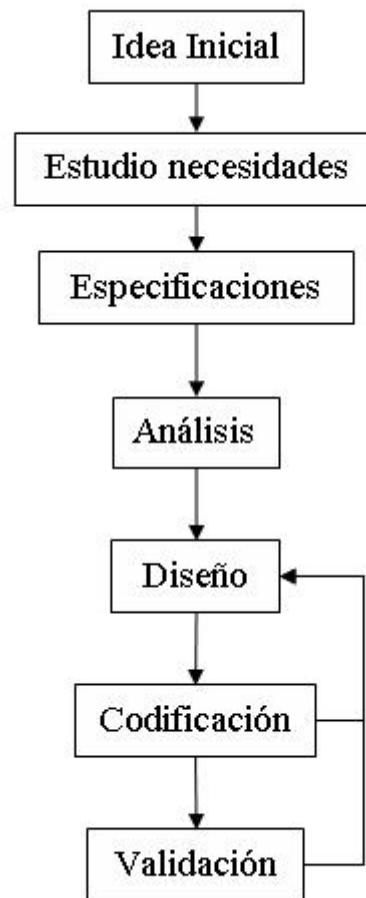 Idea Inicial
Estudio necesidades
Especificaciones
Análisis
Diseño
Codificación
Validación